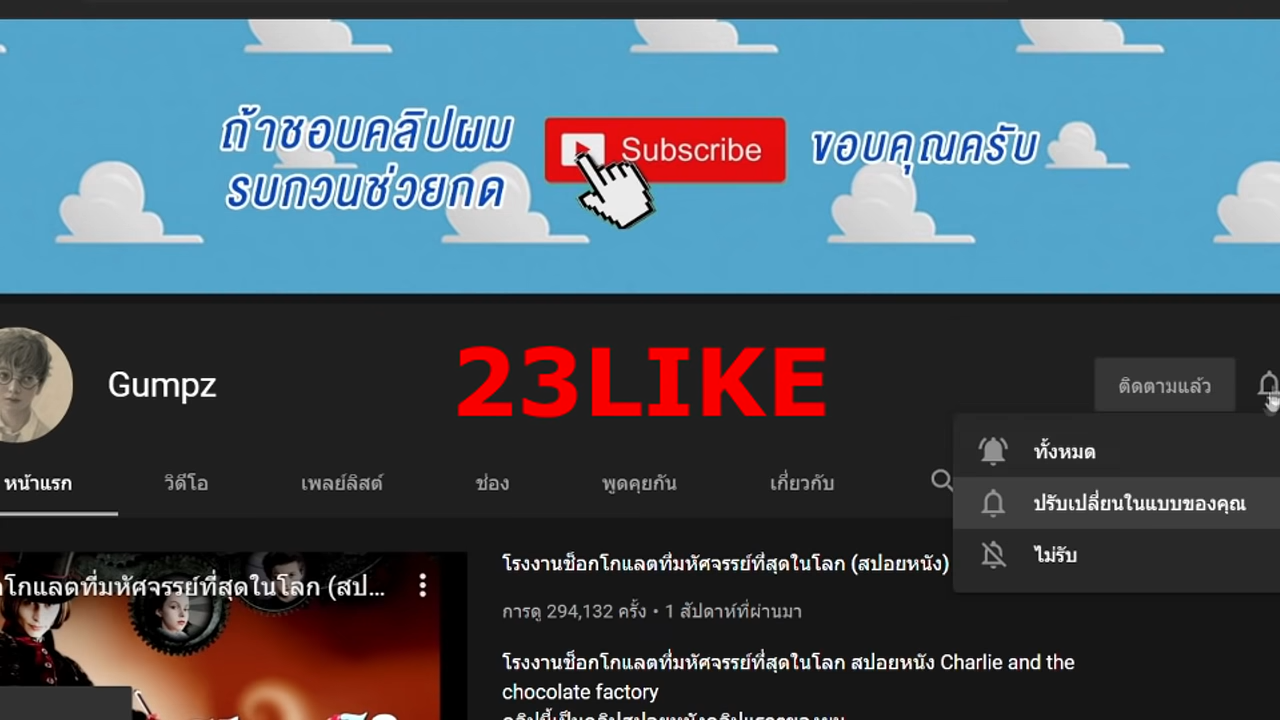 ถ้าชอบคลิปผม
รบกวนช่วยกด
Subscribe
ขอบคุณครับ
Gumpz
23LIKE
ติดตามแล้ว
ทั้งหมด
ปรับเปลี่ยนในแบบของคุณ
ไม่รับ
หน้าแรก
วิดีโอ
เพลย์ลิสต์
ช่อง
พูดคุยกัน
เกี่ยวกับ
โกแลตที่มหัศจรรย์ที่สุดในโลก (สป...
โรงงานช็อกโกแลตที่มหัศจรรย์ที่สุดในโลก (สปอยหนัง)
การดู 294,132 ครั้ง • 1 สัปดาห์ที่ผ่านมา
โรงงานช็อกโกแลตที่มหัศจรรย์ที่สุดในโลก สปอยหนัง Charlie and the
chocolate factory